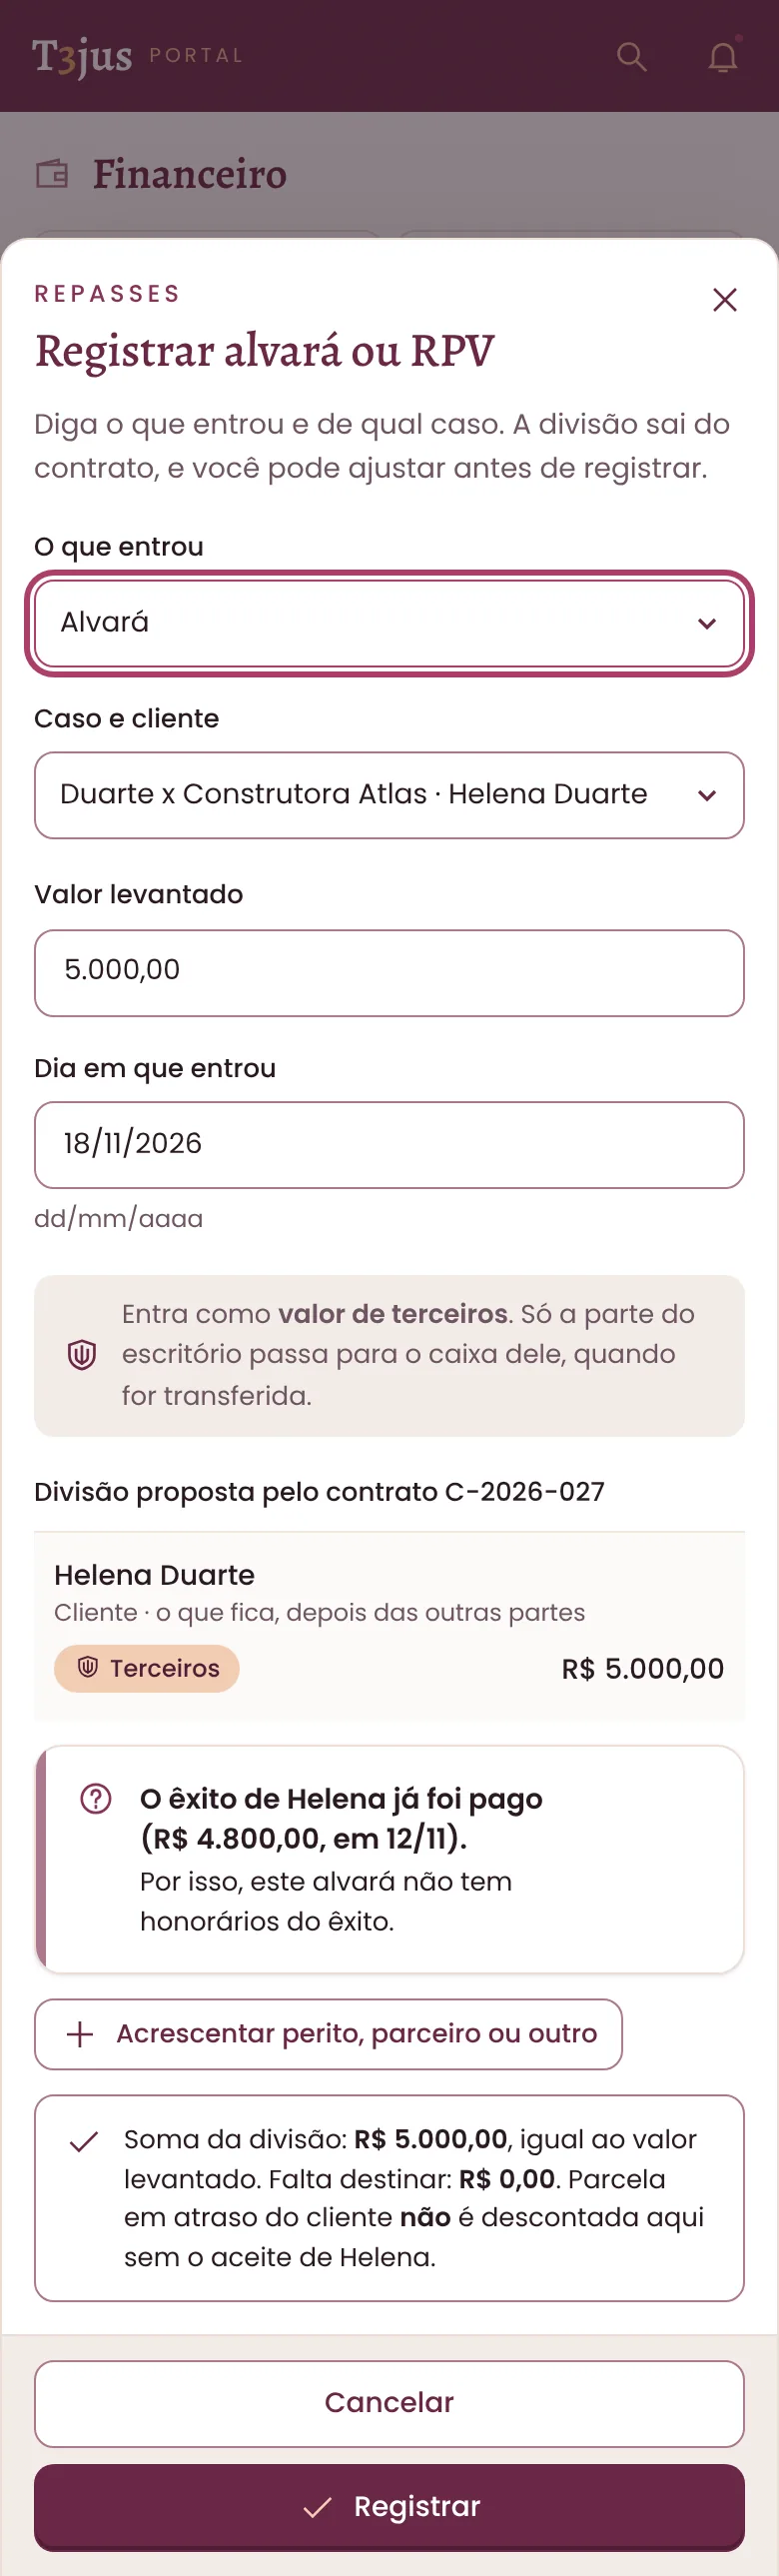 T3jus PORTAL
Financeiro
REPASSES
Registrar alvará ou RPV
Diga o que entrou e de qual caso. A divisão sai do
contrato, e você pode ajustar antes de registrar.
O que entrou
Alvará
Caso e cliente
Duarte x Construtora Atlas · Helena Duarte
Valor levantado
5.000,00
Dia em que entrou
18/11/2026
dd/mm/aaaa
Entra como valor de terceiros. Só a parte do
escritório passa para o caixa dele, quando
for transferida.
Divisão proposta pelo contrato C-2026-027
Helena Duarte
Cliente · o que fica, depois das outras partes
Terceiros R$ 5.000,00
O êxito de Helena já foi pago
(R$ 4.800,00, em 12/11).
Por isso, este alvará não tem
honorários do êxito.
Acrescentar perito, parceiro ou outro
Soma da divisão: R$ 5.000,00, igual ao valor
levantado. Falta destinar: R$ 0,00. Parcela
em atraso do cliente não é descontada aqui
sem o aceite de Helena.
Cancelar
Registrar